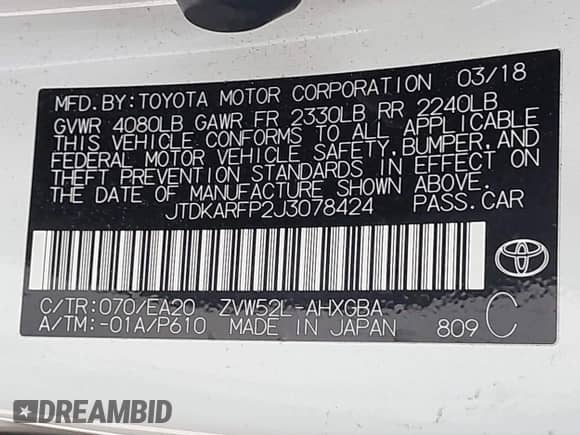 MFD. BY: TOYOTA MOTOR CORPORATION 03/18
GVWR 4080LB GAWR FR 2330LB RR 2240LB
THIS VEHICLE CONFORMS TO ALL APPLICABLE
FEDERAL MOTOR VEHICLE SAFETY, BUMPER, AND
THEFT PREVENTION STANDARDS IN EFFECT ON
THE DATE OF MANUFACTURE SHOWN ABOVE.
JTDKARFP2J3078424 PASS. CAR
C/TR: 070/EA20 ZVW52L-AHXGBA
A/TM: -01A/P610 MADE IN JAPAN 809 C
DREAMBID